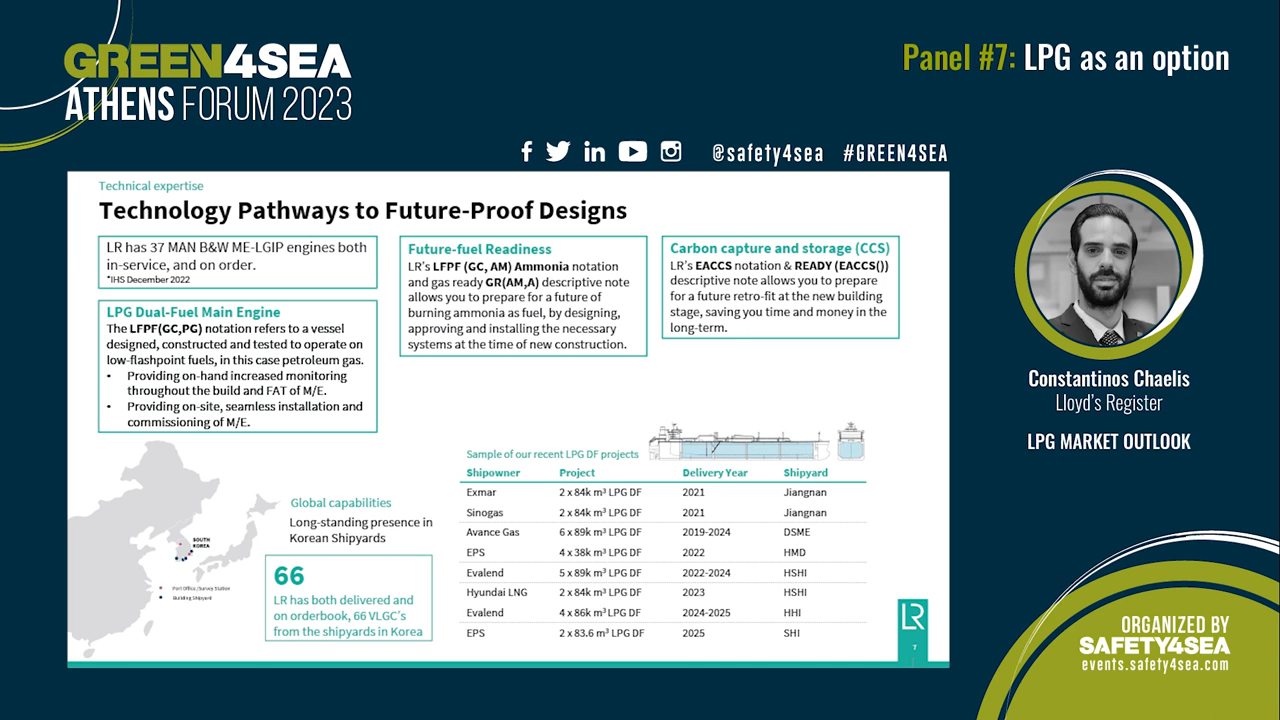 GREEN4SEA
ATHENS FORUM 2023
Panel #7: LPG as an option
@safety4sea #GREEN4SEA
Technical expertise
Technology Pathways to Future-Proof Designs
LR has 37 MAN B&W ME-LGIP engines both
in-service, and on order.
*IHS December 2022
LPG Dual-Fuel Main Engine
The LFPF(GC,PG) notation refers to a vessel
designed, constructed and tested to operate on
low-flashpoint fuels, in this case petroleum gas.
• Providing on-hand increased monitoring
throughout the build and FAT of M/E.
• Providing on-site, seamless installation and
commissioning of M/E.
Future-fuel Readiness
LR's LFPF (GC, AM) Ammonia notation
and gas ready GR(AM,A) descriptive note
allows you to prepare for a future of
burning ammonia as fuel, by designing,
approving and installing the necessary
systems at the time of new construction.
Carbon capture and storage (CCS)
LR's EACCS notation & READY (EACCS())
descriptive note allows you to prepare
for a future retro-fit at the new building
stage, saving you time and money in the
long-term.
SOUTH
KOREA
Port Office /Survey Station
Building Shipyard
Global capabilities
Long-standing presence in
Korean Shipyards
66
LR has both delivered and
on orderbook, 66 VLGC's
from the shipyards in Korea
Sample of our recent LPG DF projects
Shipowner Project Delivery Year Shipyard
Exmar 2 x 84k m³ LPG DF 2021 Jiangnan
Sinogas 2 x 84k m³ LPG DF 2021 Jiangnan
Avance Gas 6 x 89k m³ LPG DF 2019-2024 DSME
EPS 4 x 38k m³ LPG DF 2022 HMD
Evalend 5 x 89k m³ LPG DF 2022-2024 HSHI
Hyundai LNG 2 x 84k m³ LPG DF 2023 HSHI
Evalend 4 x 86k m³ LPG DF 2024-2025 HHI
EPS 2 x 83.6 m³ LPG DF 2025 SHI
LR
7
Constantinos Chaelis
Lloyd's Register
LPG MARKET OUTLOOK
ORGANIZED BY
SAFETY4SEA
events.safety4sea.com